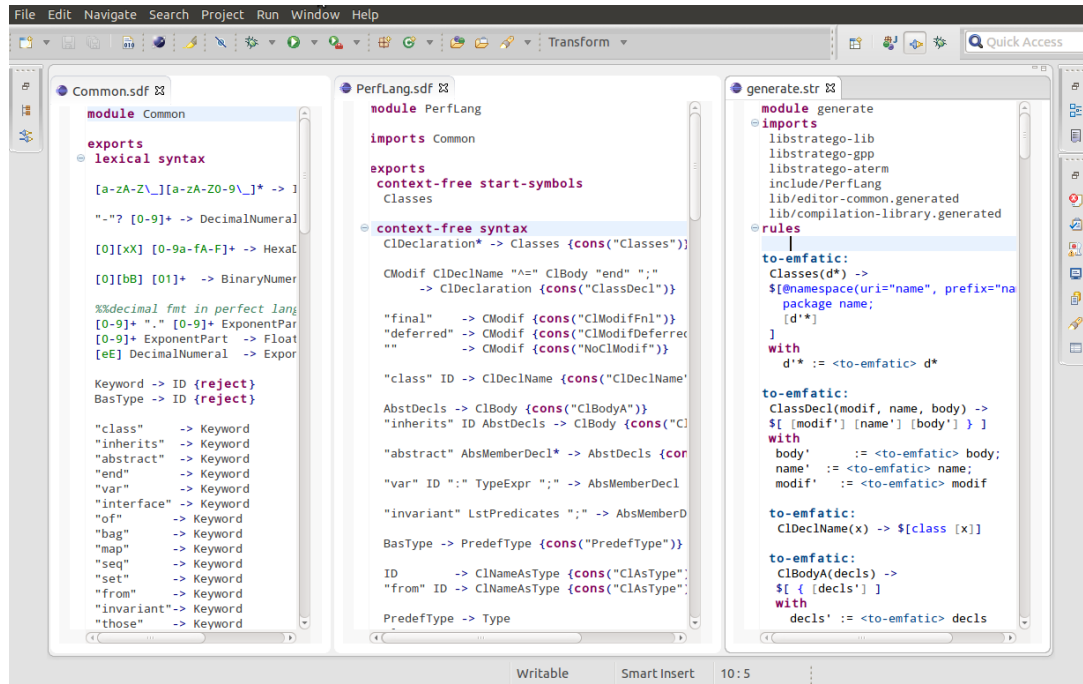 File Edit Navigate Search Project Run Window Help
Transform
Quick Access
Common.sdf
module Common
exports
lexical syntax
[a-zA-Z\_][a-zA-Z0-9\_]* ->
"-"? [0-9]+ -> DecimalNumeral
[0][xX] [0-9a-fA-F]+ ->
[0][bB] [01]+ ->
%%decimal fmt in perfect lang
[0-9]+ "." [0-9]+
[0-9]+ ExponentPart ->
[eE] DecimalNumeral ->
Keyword -> ID {reject}
BasType -> ID {reject}
"class" -> Keyword
"inherits" -> Keyword
"abstract" -> Keyword
"end" -> Keyword
"var" -> Keyword
"interface" -> Keyword
"of" -> Keyword
"bag" -> Keyword
"map" -> Keyword
"seq" -> Keyword
"set" -> Keyword
"from" -> Keyword
"invariant"-> Keyword
"those" -> Keyword
PerfLang.sdf
module PerfLang
imports Common
exports
context-free start-symbols
Classes
context-free syntax
ClDeclaration* -> Classes {cons("Classes")}
CModif ClDeclName "^=" ClBody "end" ";"
-> ClDeclaration {cons("ClassDecl")}
"final" -> CModif {cons("ClModifFnl")}
"deferred" -> CModif {cons("ClModifDeferred
"" -> CModif {cons("NoClModif")}
"class" ID -> ClDeclName {cons("ClDeclName"
AbstDecls -> ClBody {cons("ClBodyA")}
"inherits" ID AbstDecls -> ClBody
"abstract" AbsMemberDecl* -> AbstDecls
"var" ID ":" TypeExpr ";" -> AbsMemberDecl
"invariant" LstPredicates ";" ->
BasType -> PredefType {cons("PredefType")}
ID -> ClNameAsType {cons("ClAsType")
"from" ID -> ClNameAsType {cons("ClAsType")
PredefType -> Type
generate.str
module generate
imports
libstratego-lib
libstratego-gpp
libstratego-aterm
include/PerfLang
lib/editor-common.generated
lib/compilation-library.generated
rules
to-emfatic:
Classes(d*) ->
$[@namespace(uri="name",
package name;
[d'*]
]
with
d'* := <to-emfatic> d*
to-emfatic:
ClassDecl(modif, name, body) ->
$[ [modif'] [name'] [body'] } ]
with
body' := <to-emfatic> body;
name' := <to-emfatic> name;
modif' := <to-emfatic> modif
to-emfatic:
ClDeclName(x) -> $[class [x]]
to-emfatic:
ClBodyA(decls) ->
$[ { [decls'] ]
with
decls' := <to-emfatic> decls
Writable Smart Insert 10 : 5